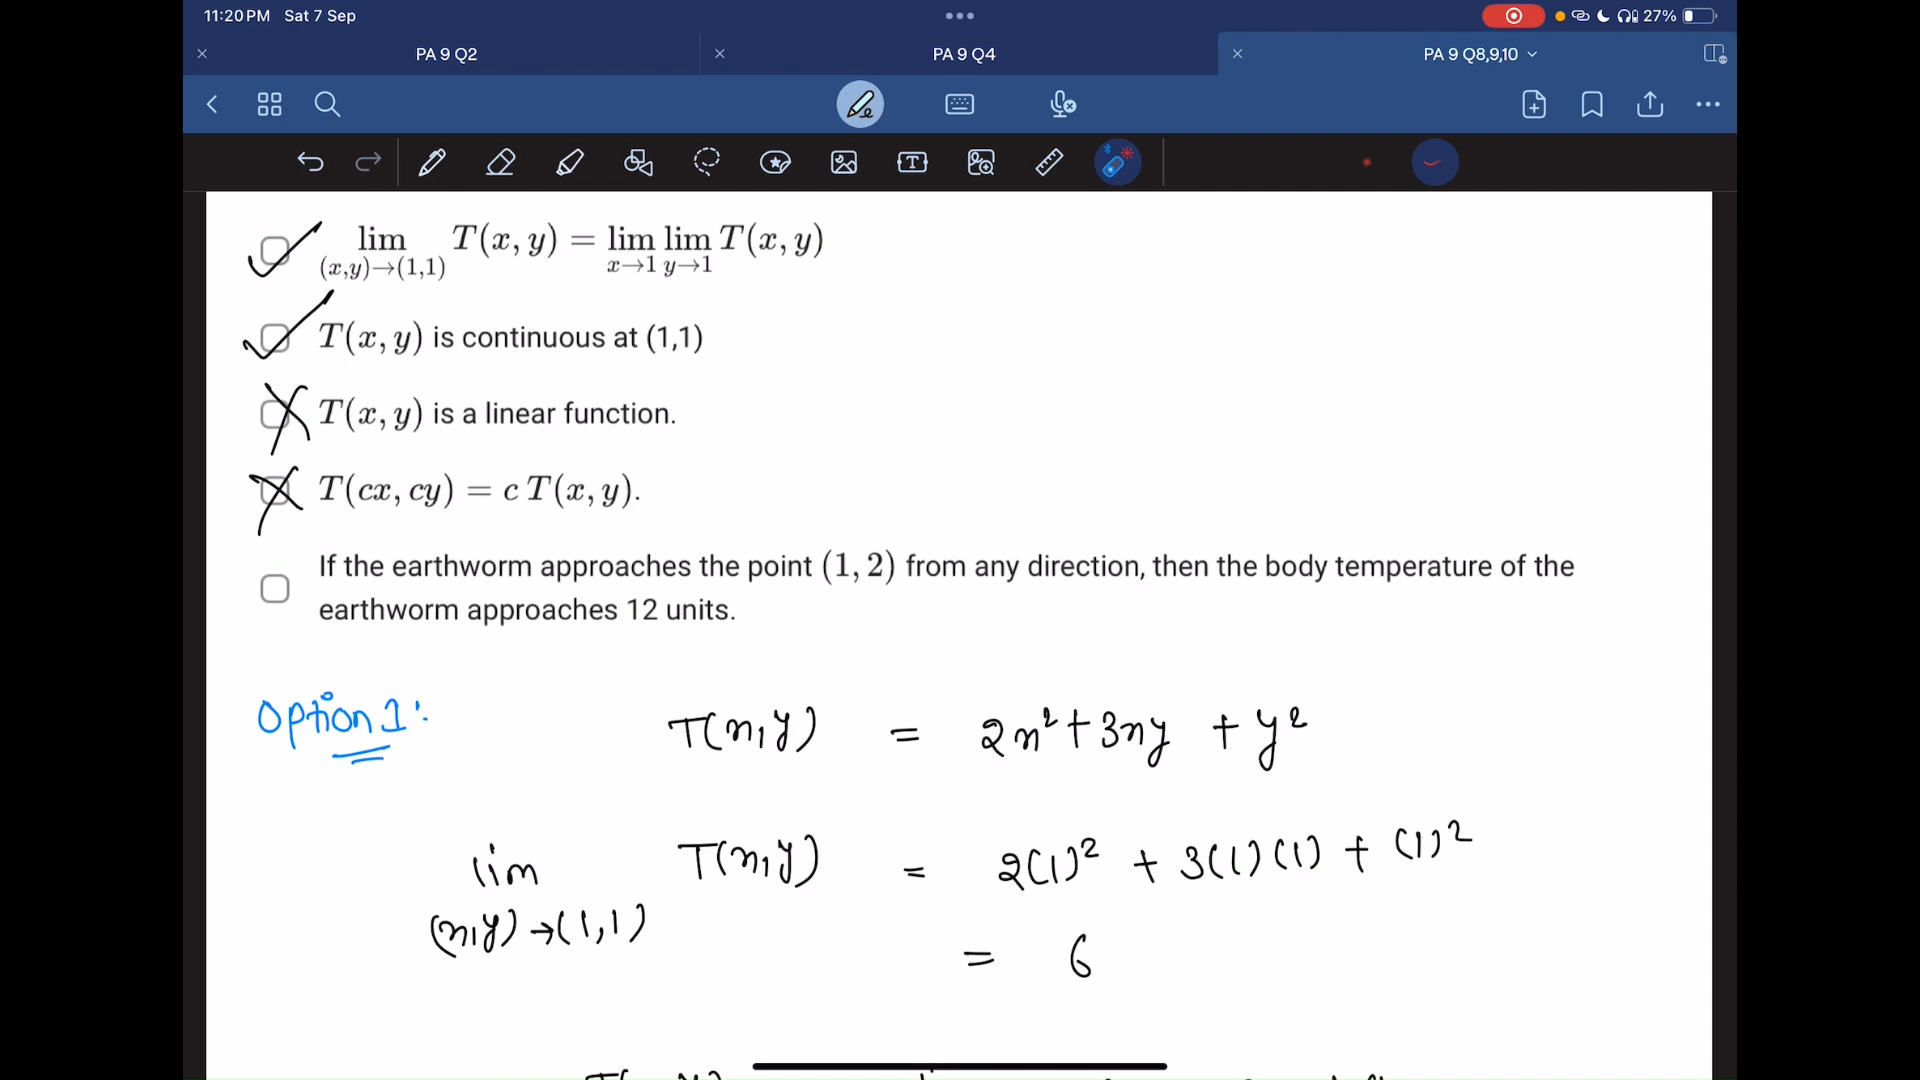 11:20 PM Sat 7 Sep
27%
PA 9 Q2
PA 9 Q4
PA 9 Q8,9,10
lim T(x, y) = lim lim T(x, y)
(x,y)→(1,1) x→1 y→1
T(x, y) is continuous at (1,1)
T(x, y) is a linear function.
T(cx, cy) = c T(x, y).
If the earthworm approaches the point (1, 2) from any direction, then the body temperature of the
earthworm approaches 12 units.
Option 1:
T(x,y) = 2x² + 3xy + y²
lim T(x,y) = 2(1)² + 3(1)(1) + (1)²
(x,y)→(1,1)
= 6